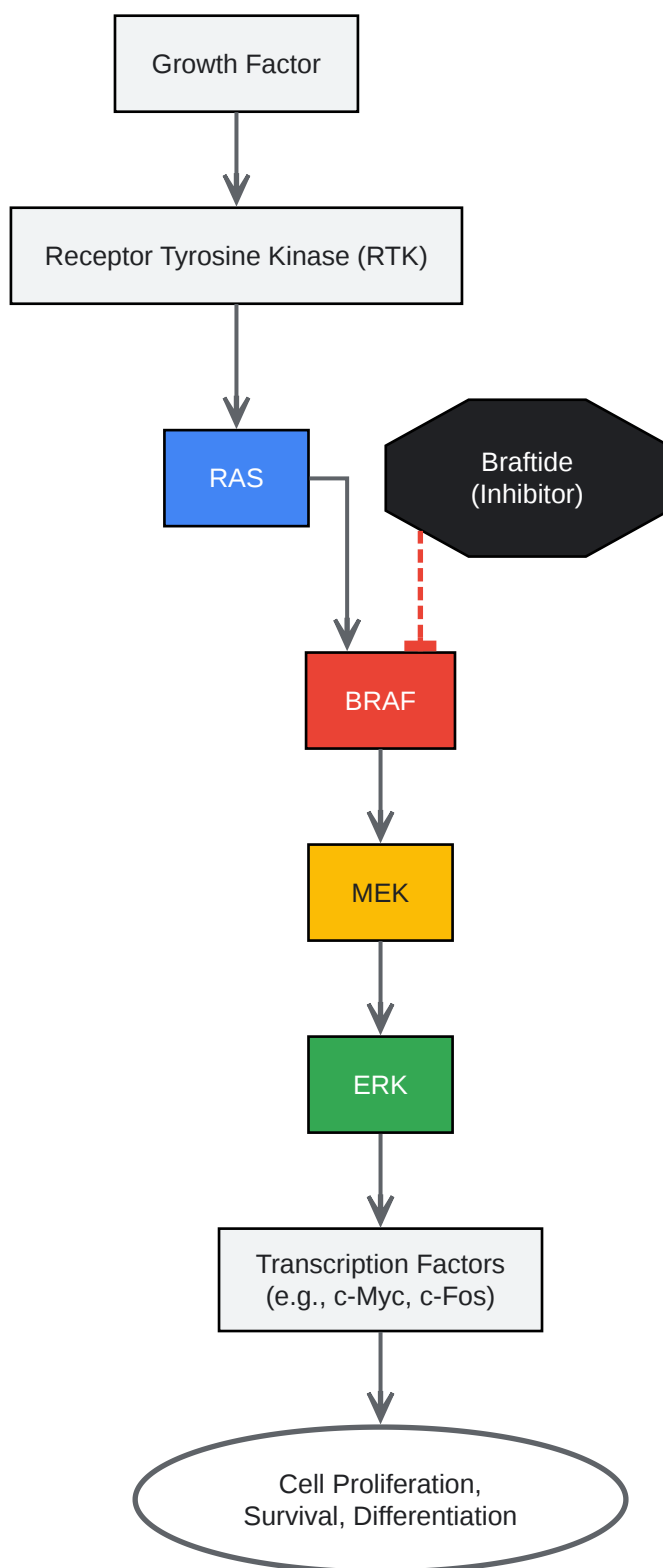 Growth Factor
Receptor Tyrosine Kinase (RTK)
RAS
Braftide
(Inhibitor)
BRAF
MEK
ERK
Transcription Factors
(e.g., c-Myc, c-Fos)
Cell Proliferation,
Survival, Differentiation